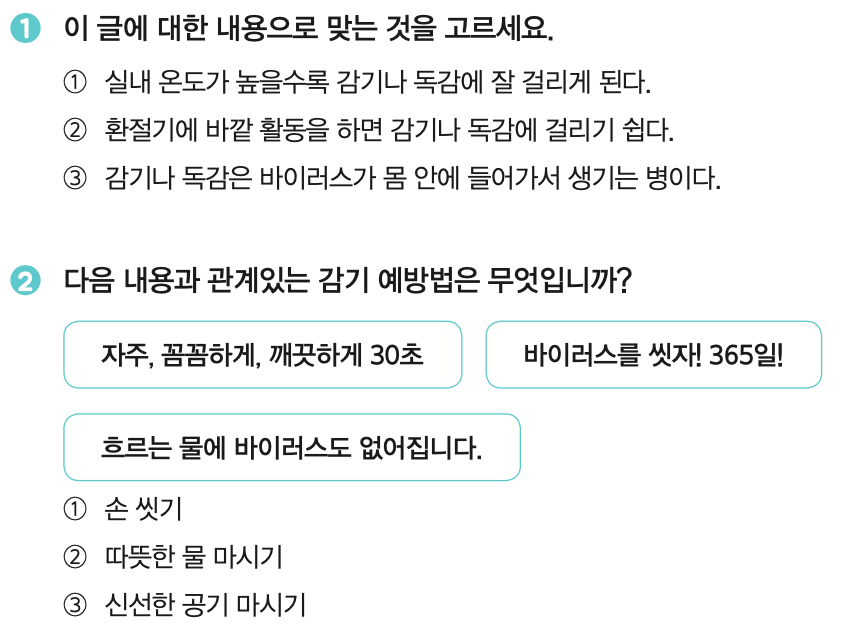 1 이 글에 대한 내용으로 맞는 것을 고르세요.
① 실내 온도가 높을수록 감기나 독감에 잘 걸리게 된다.
② 환절기에 바깥 활동을 하면 감기나 독감에 걸리기 쉽다.
③ 감기나 독감은 바이러스가 몸 안에 들어가서 생기는 병이다.
2 다음 내용과 관계있는 감기 예방법은 무엇입니까?
자주, 꼼꼼하게, 깨끗하게 30초
바이러스를 씻자! 365일!
흐르는 물에 바이러스도 없어집니다.
① 손 씻기
② 따뜻한 물 마시기
③ 신선한 공기 마시기